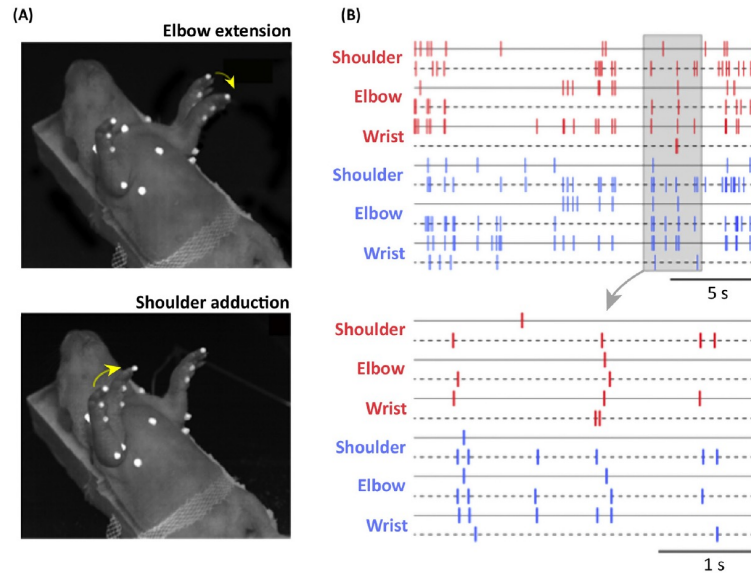 (A)
Elbow extension
Shoulder adduction
(B)
Shoulder
Elbow
Wrist
Shoulder
Elbow
Wrist
5 s
Shoulder
Elbow
Wrist
Shoulder
Elbow
Wrist
1 s